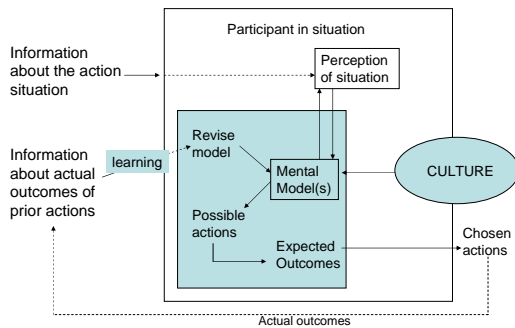 Participant in situation
Information
about the action
situation
Perception
of situation
learning
Revise
model
Information
about actual
outcomes of
prior actions
Mental
Model(s)
CULTURE
Possible
actions
Expected
Outcomes
Chosen
actions
Actual outcomes